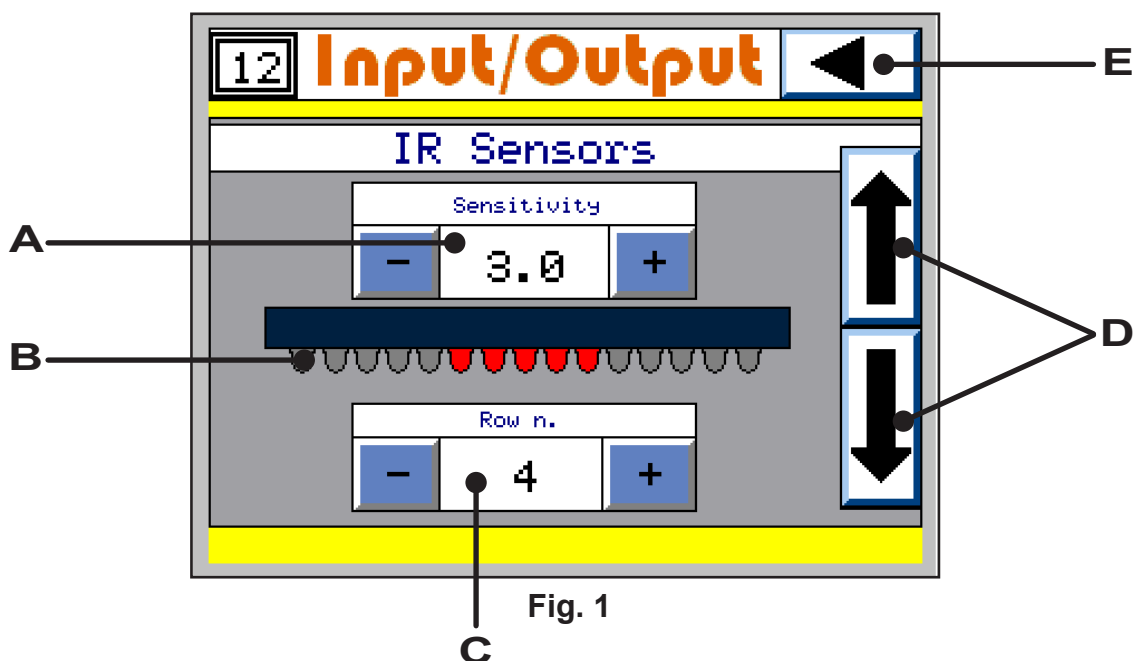 12 Input/Output
E
IR Sensors
Sensitivity
A
- 3.0 +
D
B
Row n.
- 4 +
Fig. 1
C